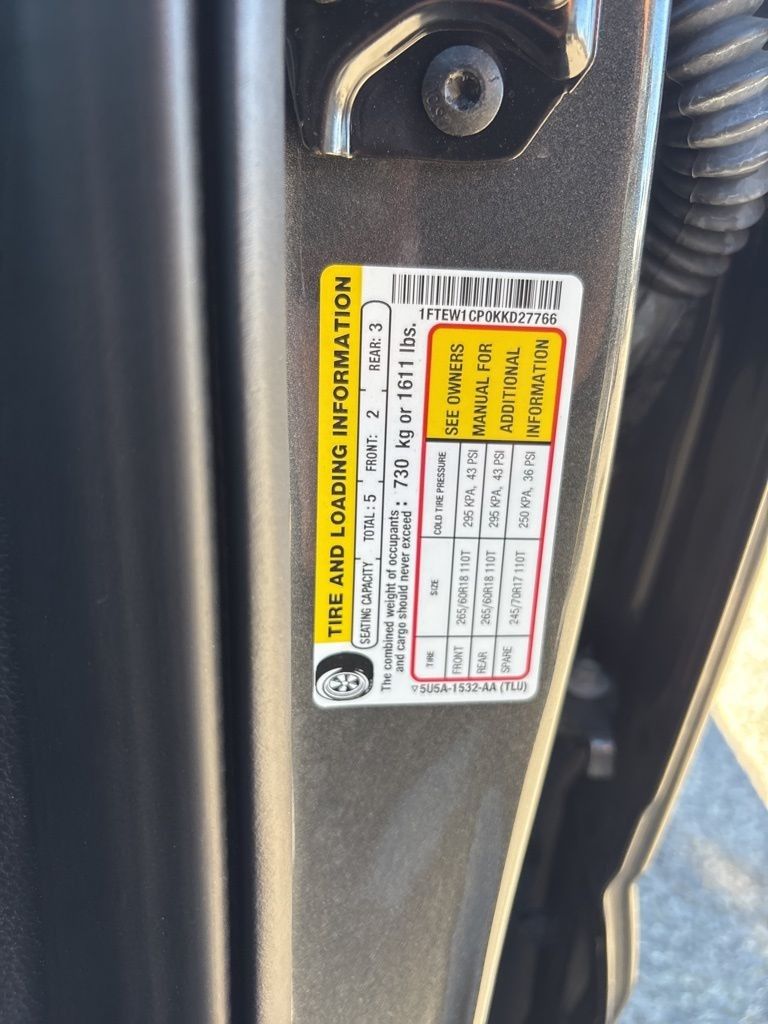 TIRE AND LOADING INFORMATION
SEATING CAPACITY TOTAL: 5 FRONT: 2 REAR: 3
The combined weight of occupants and cargo should never exceed : 730 kg or 1611 lbs.
1FTEW1CP0KKD27766
TIRE SIZE COLD TIRE PRESSURE
FRONT 265/60R18 110T 295 KPA, 43 PSI
REAR 265/60R18 110T 295 KPA, 43 PSI
SPARE 245/70R17 110T 250 KPA, 36 PSI
SEE OWNERS
MANUAL FOR
ADDITIONAL
INFORMATION
5U5A-1532-AA (TLU)